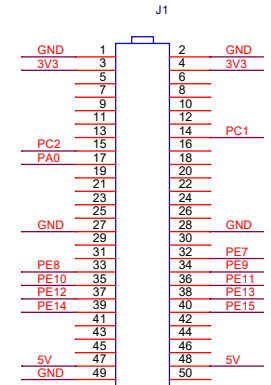 J1
GND 1 2 GND
3V3 3 4 3V3
5 6
7 8
9 10
11 12
13 14 PC1
PC2 15 16
PA0 17 18
19 20
21 22
23 24
25 26
GND 27 28 GND
29 30
31 32 PE7
PE8 33 34 PE9
PE10 35 36 PE11
PE12 37 38 PE13
PE14 39 40 PE15
41 42
43 44
45 46
5V 47 48 5V
GND 49 50